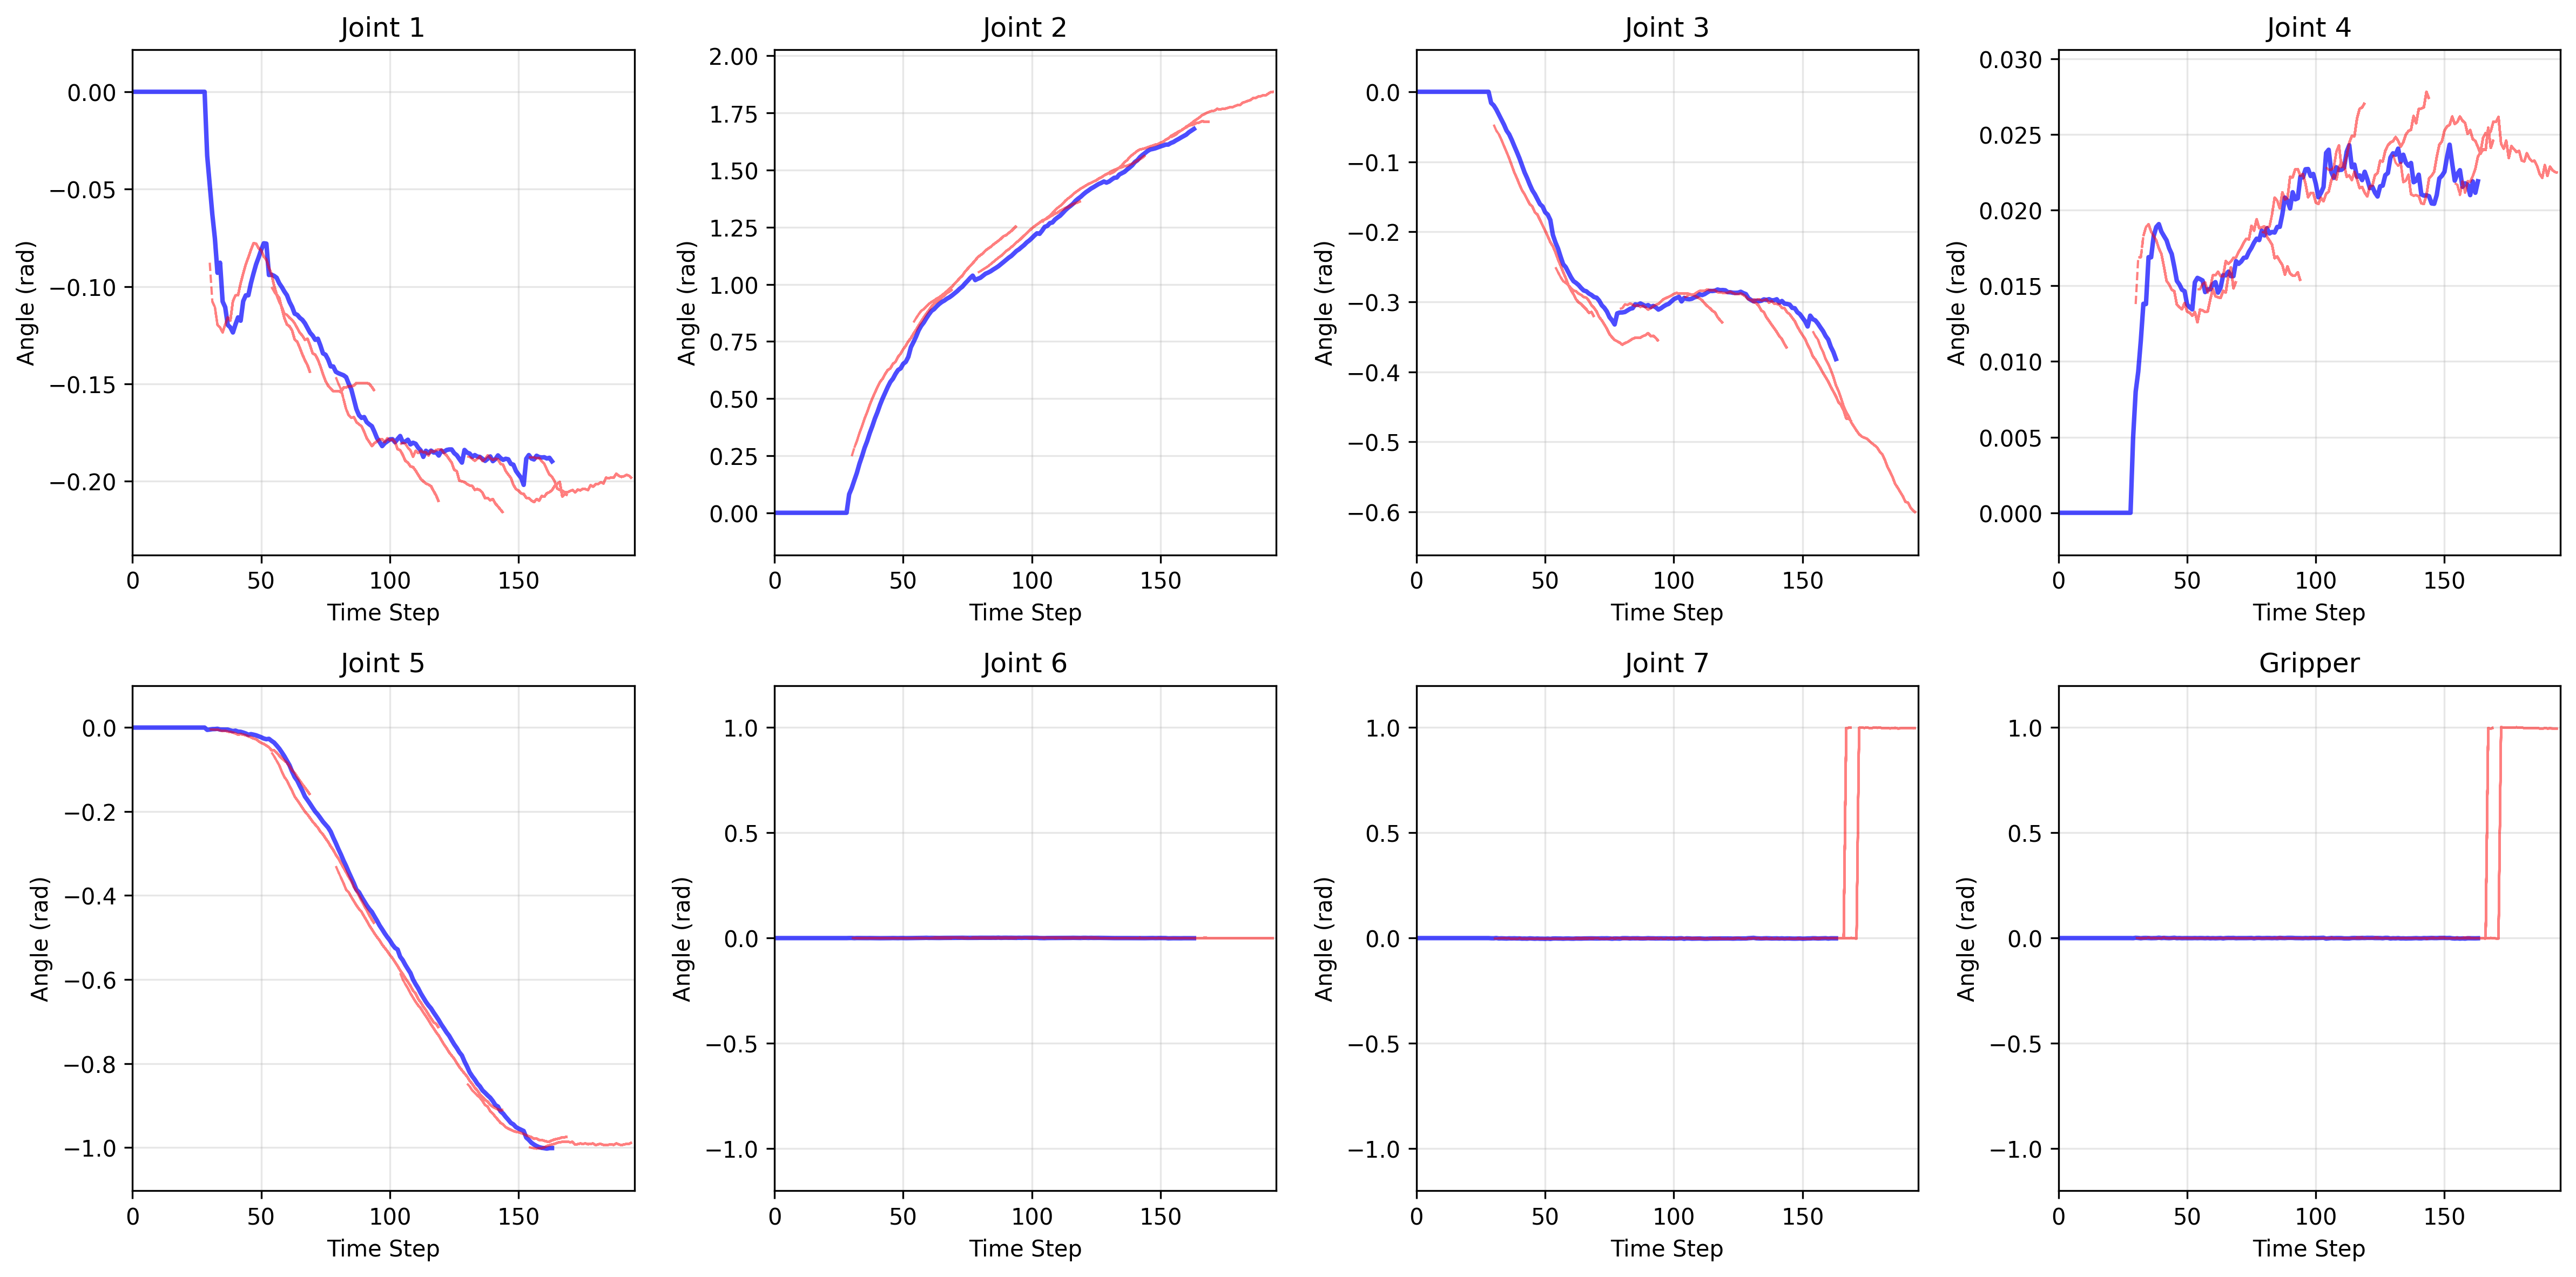 Joint 1
0.00
−0.05
−0.10
−0.15
−0.20
Angle (rad)
0 50 100 150
Time Step
Joint 2
2.00
1.75
1.50
1.25
1.00
0.75
0.50
0.25
0.00
Angle (rad)
0 50 100 150
Time Step
Joint 3
0.0
−0.1
−0.2
−0.3
−0.4
−0.5
−0.6
Angle (rad)
0 50 100 150
Time Step
Joint 4
0.030
0.025
0.020
0.015
0.010
0.005
0.000
Angle (rad)
0 50 100 150
Time Step
Joint 5
0.0
−0.2
−0.4
−0.6
−0.8
−1.0
Angle (rad)
0 50 100 150
Time Step
Joint 6
1.0
0.5
0.0
−0.5
−1.0
Angle (rad)
0 50 100 150
Time Step
Joint 7
1.0
0.5
0.0
−0.5
−1.0
Angle (rad)
0 50 100 150
Time Step
Gripper
1.0
0.5
0.0
−0.5
−1.0
Angle (rad)
0 50 100 150
Time Step